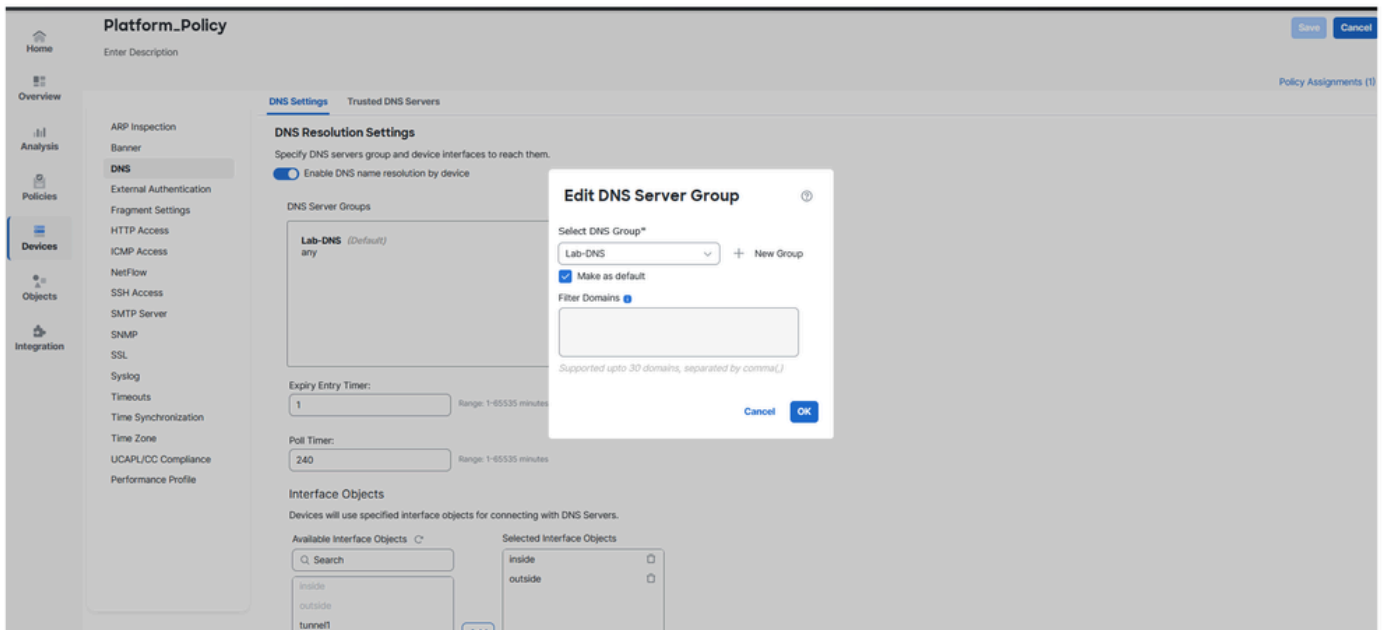 Platform_Policy
Enter Description
Save
Cancel
Policy Assignments (1)
Home
Overview
Analysis
Policies
Devices
Objects
Integration
ARP Inspection
Banner
DNS
External Authentication
Fragment Settings
HTTP Access
ICMP Access
NetFlow
SSH Access
SMTP Server
SNMP
SSL
Syslog
Timeouts
Time Synchronization
Time Zone
UCAPL/CC Compliance
Performance Profile
DNS Settings
Trusted DNS Servers
DNS Resolution Settings
Specify DNS servers group and device interfaces to reach them.
Enable DNS name resolution by device
DNS Server Groups
Lab-DNS (Default)
any
Expiry Entry Timer:
1
Range: 1-65535 minutes
Poll Timer:
240
Range: 1-65535 minutes
Interface Objects
Devices will use specified interface objects for connecting with DNS Servers.
Available Interface Objects
Search
inside
outside
tunnel1
Selected Interface Objects
inside
outside
Edit DNS Server Group
Select DNS Group*
Lab-DNS
New Group
Make as default
Filter Domains
Supported upto 30 domains, separated by comma(,)
Cancel
OK